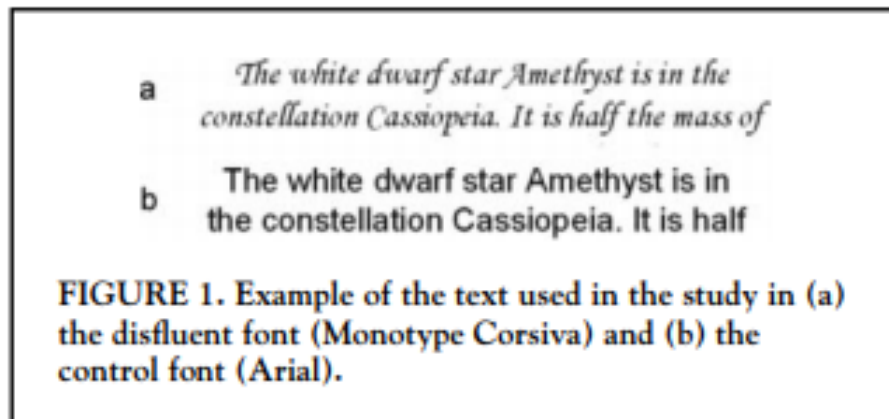 a
The white dwarf star Amethyst is in the
constellation Cassiopeia. It is half the mass of
b
The white dwarf star Amethyst is in
the constellation Cassiopeia. It is half
FIGURE 1. Example of the text used in the study in (a)
the disfluent font (Monotype Corsiva) and (b) the
control font (Arial).